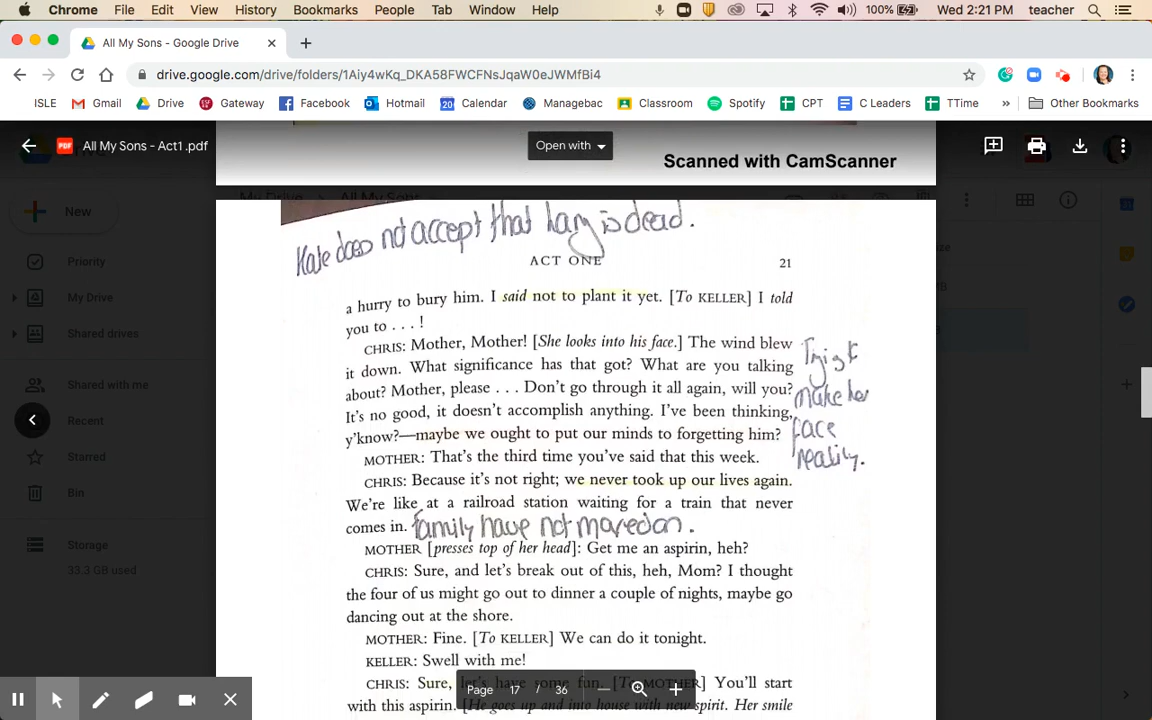 Chrome File Edit View History Bookmarks People Tab Window Help 100% Wed 2:21 PM teacher
All My Sons - Google Drive
drive.google.com/drive/folders/1Aiy4wKq_DKA58FWCFNsJqaW0eJWMfBi4
ISLE Gmail Drive Gateway Facebook Hotmail 20 Calendar Managebac Classroom Spotify CPT C Leaders TTime » Other Bookmarks
PDF All My Sons - Act1 .pdf Open with
Scanned with CamScanner
My Drive All My Sons
New
Priority
My Drive
Shared drives
Shared with me
Recent
Starred
Bin
Storage
33.3 GB used
Kate does not accept that Larry is dead.
ACT ONE 21
a hurry to bury him. I said not to plant it yet. [To KELLER] I told
you to . . . !
CHRIS: Mother, Mother! [She looks into his face.] The wind blew
it down. What significance has that got? What are you talking
about? Mother, please . . . Don't go through it all again, will you?
It's no good, it doesn't accomplish anything. I've been thinking,
y'know?—maybe we ought to put our minds to forgetting him?
MOTHER: That's the third time you've said that this week.
CHRIS: Because it's not right; we never took up our lives again.
We're like at a railroad station waiting for a train that never
comes in. family have not moved on.
make her
face
reality.
MOTHER [presses top of her head]: Get me an aspirin, heh?
CHRIS: Sure, and let's break out of this, heh, Mom? I thought
the four of us might go out to dinner a couple of nights, maybe go
dancing out at the shore.
MOTHER: Fine. [To KELLER] We can do it tonight.
KELLER: Swell with me!
CHRIS: Sure, let's have some fun. [To MOTHER] You'll start
with this aspirin. [He goes up and into house with new spirit. Her smile
Page 17 / 36